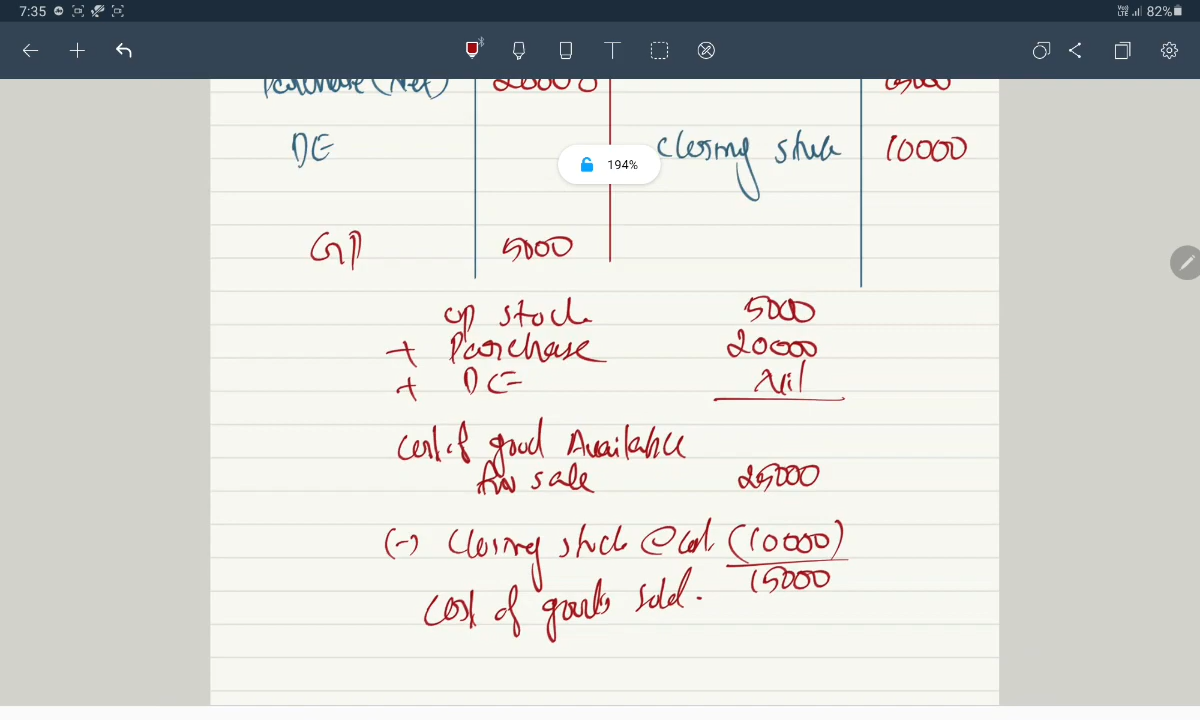 7:35 82%
Purchase (Net) 20000
DE Closing stock 10000
194%
GP 5000
op stock 5000
+ Purchase 20000
+ DE Nil
Cost of good Available
for sale 25000
(-) Closing stock @ Cost (10000)
15000
Cost of goods sold.